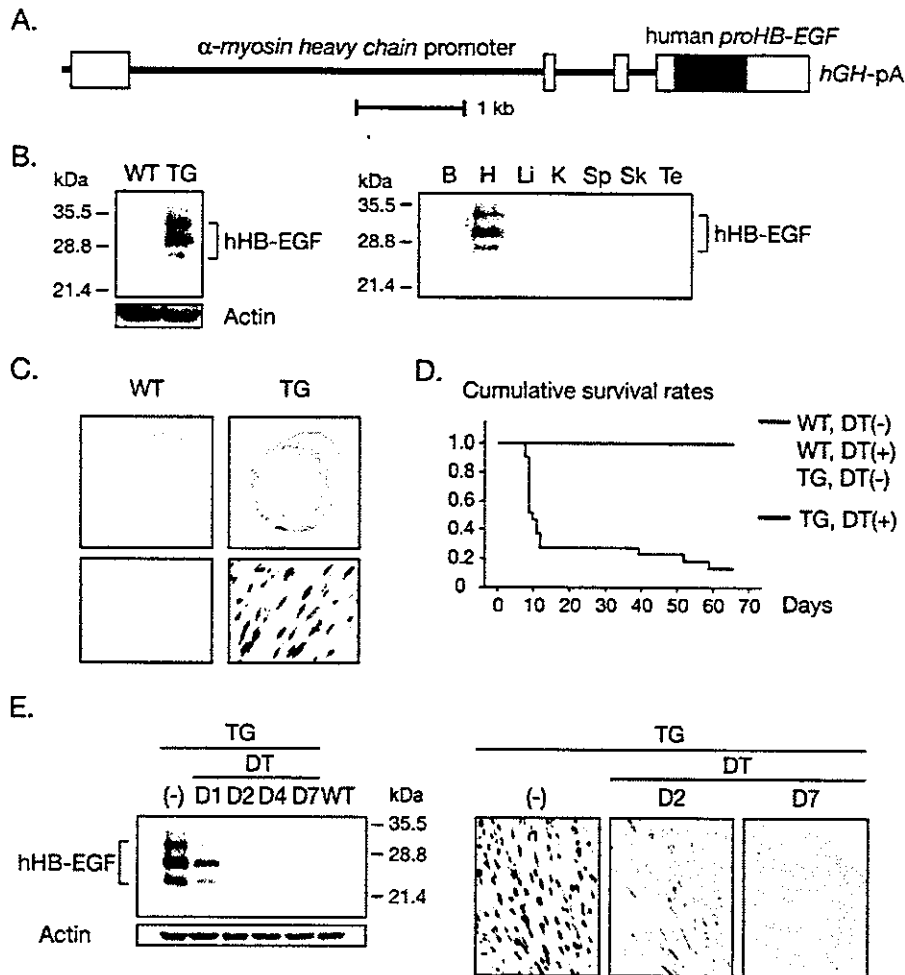 A.
α-myosin heavy chain promoter
human proHB-EGF
hGH-pA
1 kb
B.
kDa
WT TG
35.5
28.8
21.4
hHB-EGF
Actin
kDa
B H Li K Sp Sk Te
35.5
28.8
21.4
hHB-EGF
C.
WT TG
D.
Cumulative survival rates
1.0
0.8
0.6
0.4
0.2
0
0 10 20 30 40 50 60 70 Days
WT, DT(-)
WT, DT(+)
TG, DT(-)
TG, DT(+)
E.
TG
DT
(-) D1 D2 D4 D7 WT kDa
35.5
28.8
21.4
hHB-EGF
Actin
TG
DT
(-) D2 D7